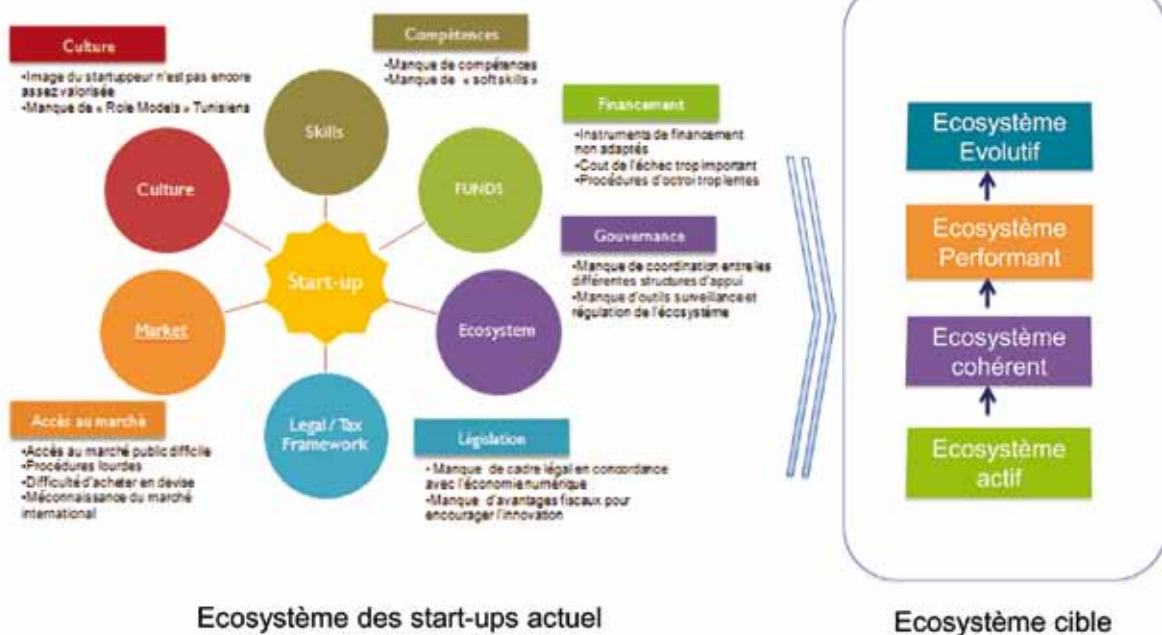 Culture
•Image du startuppeur n'est pas encore
assez valorisée
•Manque de « Role Models » Tunisiens
Compétences
•Manque de compétences
•Manque de « soft skills »
Financement
•Instruments de financement
non adaptés
•Cout de l'échec trop important
•Procédures d'octroi trop lentes
Gouvernance
•Manque de coordination entre les
différentes structures d'appui
•Manque d'outils surveillance et
régulation de l'écosystème
Législation
• Manque de cadre légal en concordance
avec l'économie numérique
•Manque d'avantages fiscaux pour
encourager l'innovation
Accès au marché
•Accès au marché public difficile
•Procédures lourdes
•Difficulté d'acheter en devise
•Méconnaissance du marché
international
Skills
Culture
FUNDS
Start-up
Market
Ecosystem
Legal / Tax
Framework
Ecosystème des start-ups actuel
Ecosystème
Evolutif
Ecosystème
Performant
Ecosystème
cohérent
Ecosystème
actif
Ecosystème cible